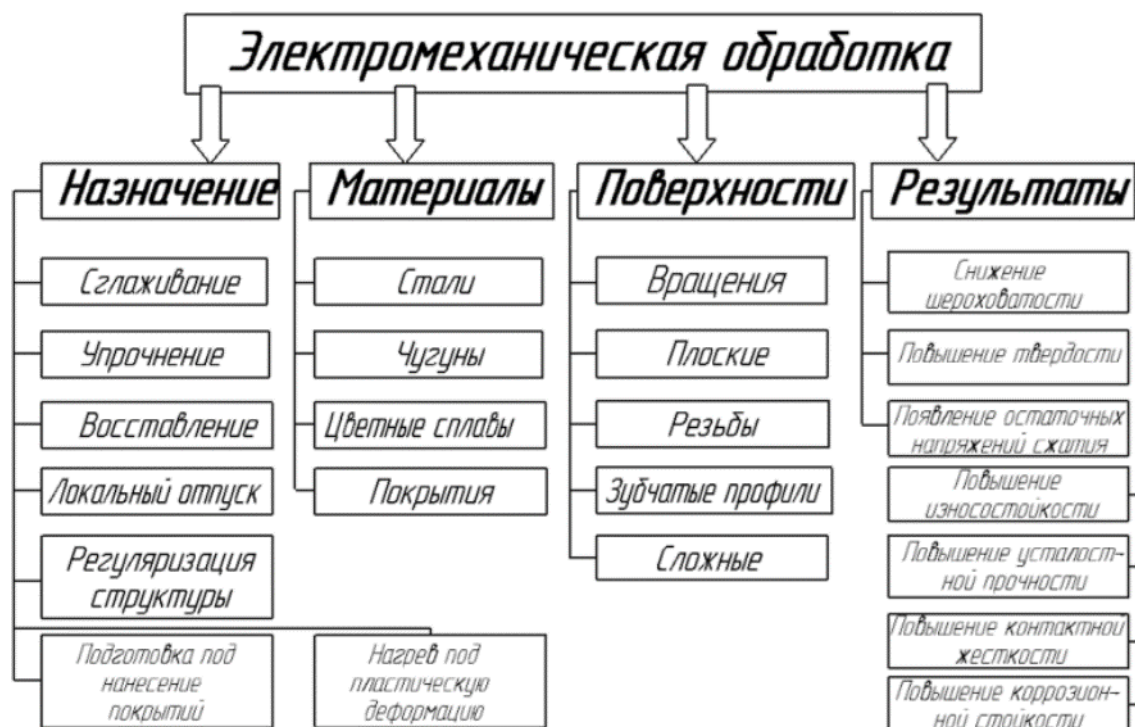 Электромеханическая обработка
Назначение
Сглаживание
Упрочнение
Восставление
Локальный отпуск
Регуляризация
структуры
Подготовка под
нанесение
покрытий
Нагрев под
пластическую
деформацию
Материалы
Стали
Чугуны
Цветные сплавы
Покрытия
Поверхности
Вращения
Плоские
Резьбы
Зубчатые профили
Сложные
Результаты
Снижение
шероховатости
Повышение твердости
Появление остаточных
напряжений сжатия
Повышение
износостойкости
Повышение усталост-
ной прочности
Повышение контактной
жесткости
Повышение коррозион-
ной стойкости